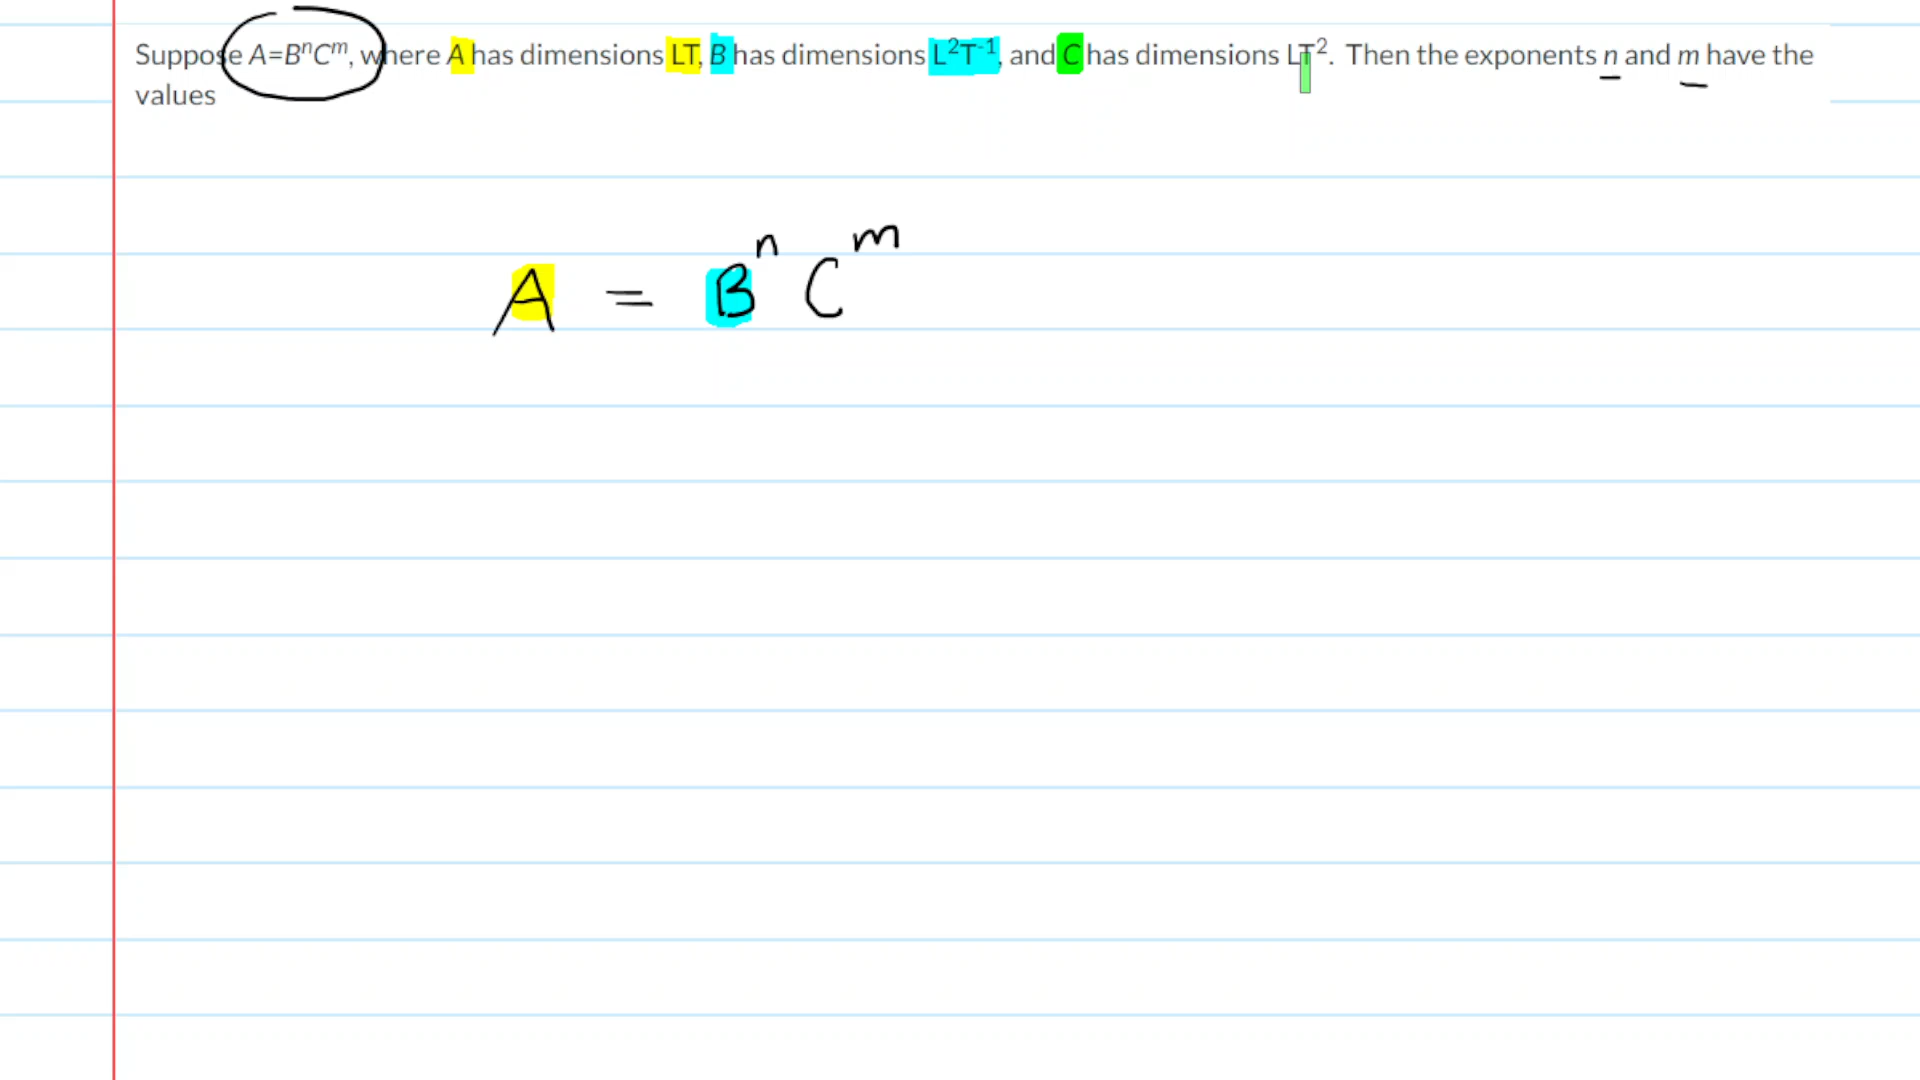 Suppose A=BⁿCᵐ, where A has dimensions LT, B has dimensions L²T⁻¹, and C has dimensions LT². Then the exponents n and m have the
values
A = Bⁿ Cᵐ